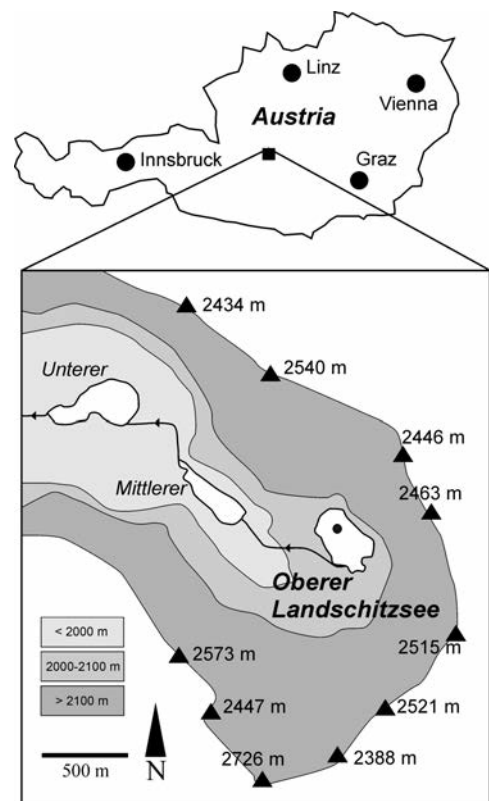 Linz
Vienna
Austria
Innsbruck
Graz
2434 m
2540 m
Unterer
2446 m
2463 m
Mittlerer
Oberer
Landschitzsee
< 2000 m
2000-2100 m
> 2100 m
2573 m
2515 m
2447 m
2521 m
2726 m
2388 m
500 m
N